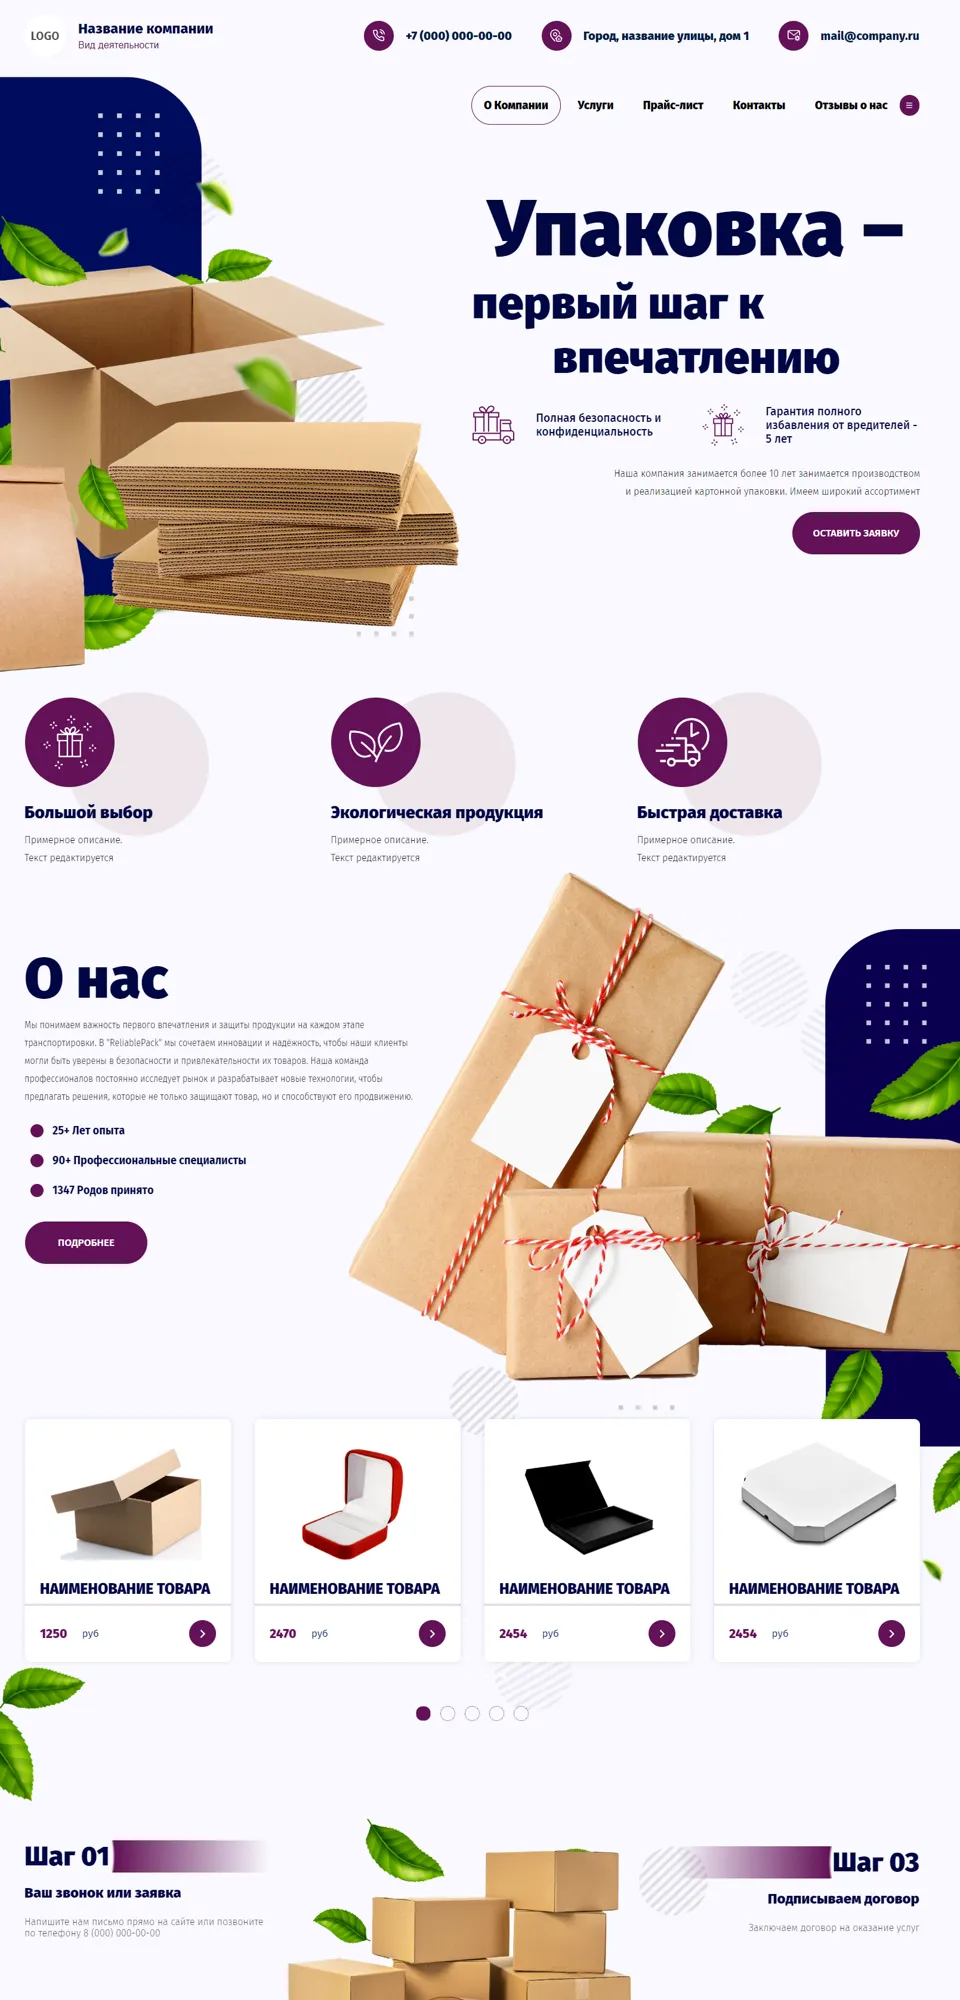 LOGO
Название компании
Вид деятельности
+7 (000) 000-00-00
Город, название улицы, дом 1
mail@company.ru
О Компании
Услуги
Прайс-лист
Контакты
Отзывы о нас
Упаковка –
первый шаг к
впечатлению
Полная безопасность и
конфиденциальность
Гарантия полного
избавления от вредителей -
5 лет
Наша компания занимается более 10 лет занимается производством
и реализацией картонной упаковки. Имеем широкий ассортимент
ОСТАВИТЬ ЗАЯВКУ
Большой выбор
Примерное описание.
Текст редактируется
Экологическая продукция
Примерное описание.
Текст редактируется
Быстрая доставка
Примерное описание.
Текст редактируется
О нас
Мы понимаем важность первого впечатления и защиты продукции на каждом этапе
транспортировки. В "ReliablePack" мы сочетаем инновации и надёжность, чтобы наши клиенты
могли быть уверены в безопасности и привлекательности их товаров. Наша команда
профессионалов постоянно исследует рынок и разрабатывает новые технологии, чтобы
предлагать решения, которые не только защищают товар, но и способствуют его продвижению.
25+ Лет опыта
90+ Профессиональные специалисты
1347 Родов принято
ПОДРОБНЕЕ
НАИМЕНОВАНИЕ ТОВАРА
1250 руб
НАИМЕНОВАНИЕ ТОВАРА
2470 руб
НАИМЕНОВАНИЕ ТОВАРА
2454 руб
НАИМЕНОВАНИЕ ТОВАРА
2454 руб
Шаг 01
Ваш звонок или заявка
Напишите нам письмо прямо на сайте или позвоните
по телефону 8 (000) 000-00-00
Шаг 03
Подписываем договор
Заключаем договор на оказание услуг